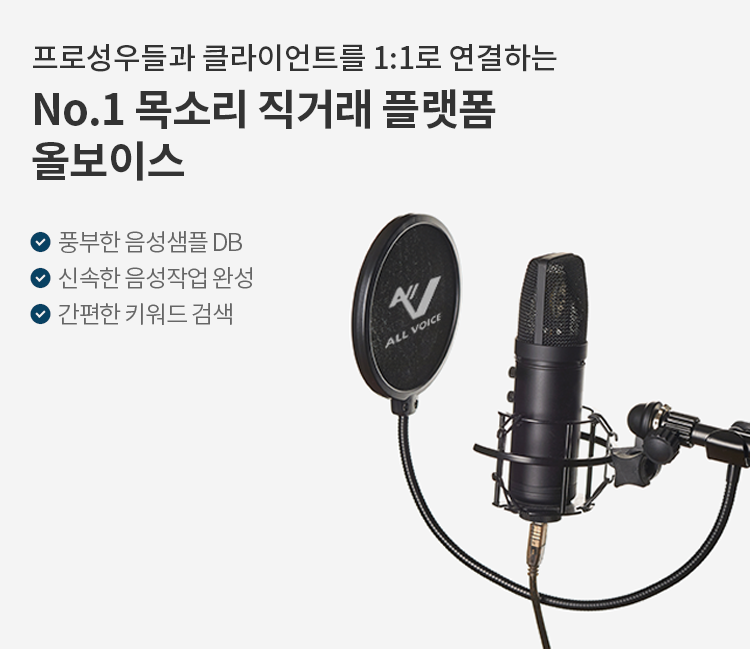 프로성우들과 클라이언트를 1:1로 연결하는
No.1 목소리 직거래 플랫폼
올보이스
풍부한 음성샘플 DB
신속한 음성작업 완성
간편한 키워드 검색
AV
ALL VOICE